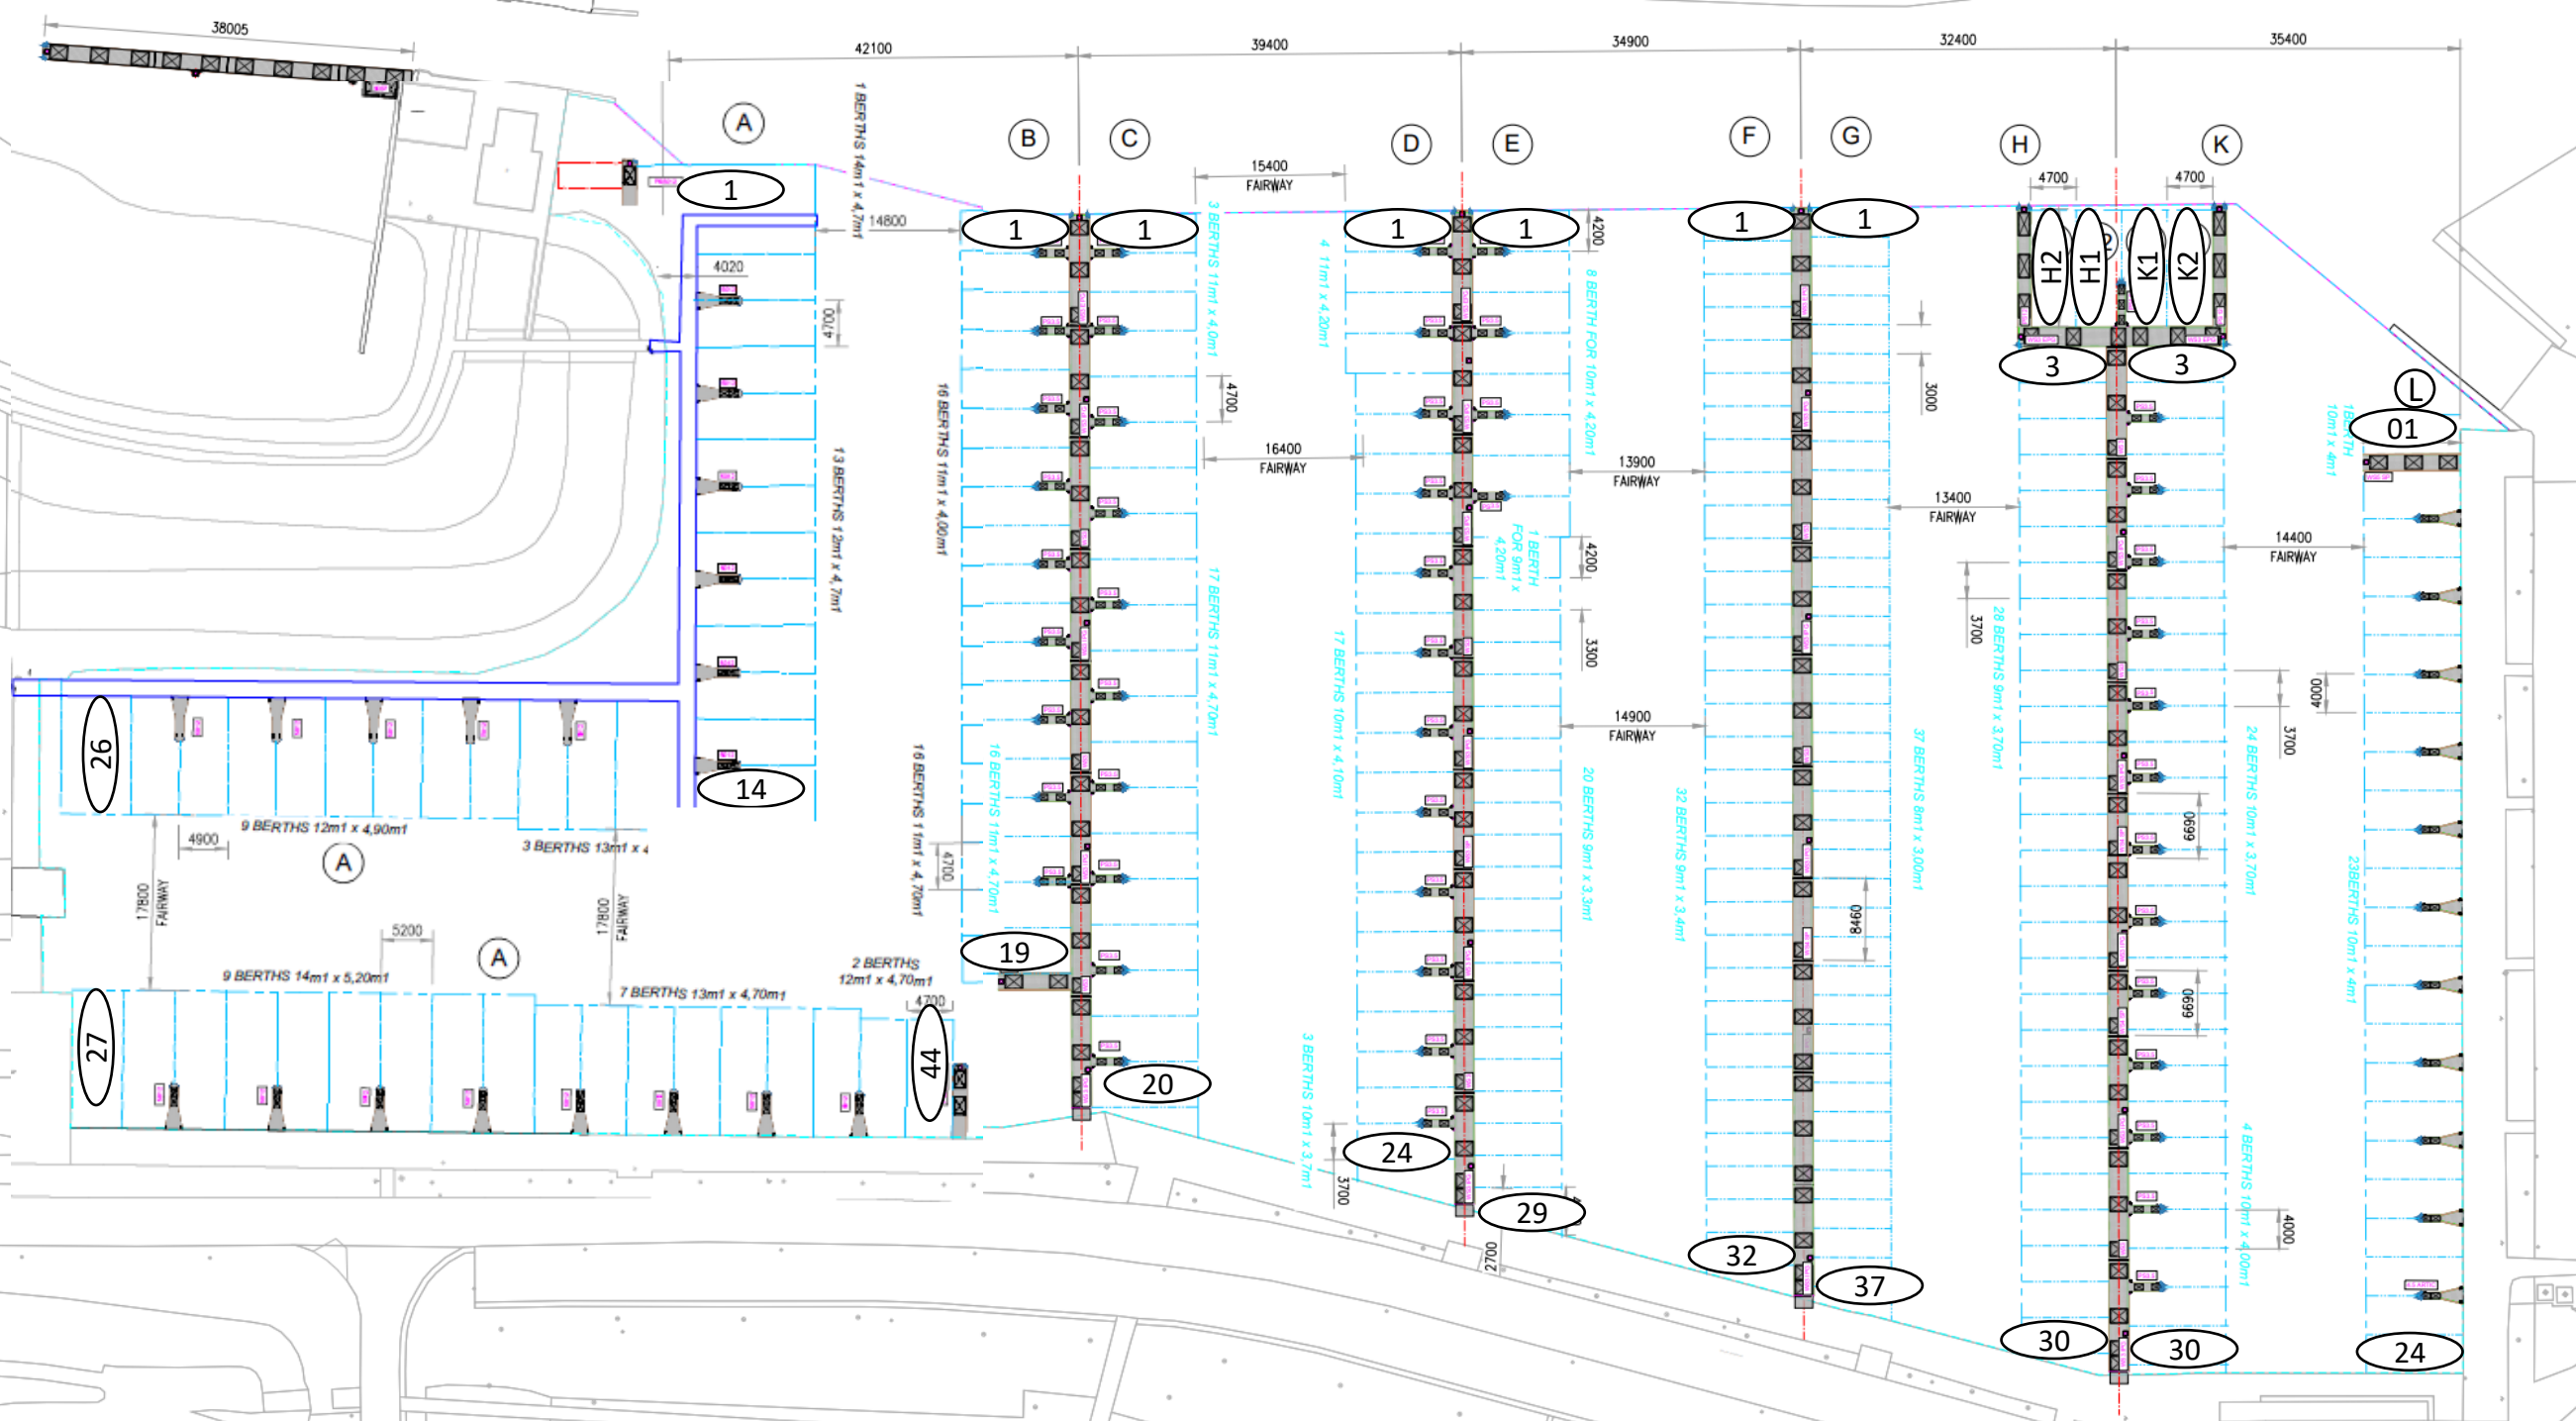 38005
42100
39400
34900
32400
35400
A
B
C
D
E
F
G
H
K
L
1
1
1
1
1
1
1
H2
H1
K1
K2
3
3
01
1 BERTHS 14m1 x 4,7m1
14800
15400
FAIRWAY
4700
4700
4200
4020
4700
3 BERTHS 11m1 x 4,0m1
4 11m1 x 4,20m1
8 BERTH FOR 10m1 x 4,20m1
3000
1BERTH
10m1 x 4m1
16 BERTHS 11m1 x 4,00m1
4700
13 BERTHS 12m1 x 4,7m1
16400
FAIRWAY
13900
FAIRWAY
13400
FAIRWAY
14400
FAIRWAY
1 BERTH
FOR 9m1 x
4,20m1
4200
3300
3700
28 BERTHS 9m1 x 3,70m1
17 BERTHS 11m1 x 4,70m1
17 BERTHS 10m1 x 4,10m1
14900
FAIRWAY
4000
3700
24 BERTHS 10m1 x 3,70m1
37 BERTHS 8m1 x 3,00m1
20 BERTHS 9m1 x 3,3m1
32 BERTHS 9m1 x 3,4m1
6690
8460
6690
23BERTHS 10m1 x 4m1
4
26
14
9 BERTHS 12m1 x 4,90m1
4900
3 BERTHS 13m1 x 4
A
16 BERTHS 11m1 x 4,70m1
16 BERTHS 11m1 x 4,70m1
4700
17800
FAIRWAY
17800
FAIRWAY
5200
A
19
9 BERTHS 14m1 x 5,20m1
7 BERTHS 13m1 x 4,70m1
2 BERTHS
12m1 x 4,70m1
4700
27
44
20
3 BERTHS 10m1 x 3,7m1
3700
24
29
2700
32
37
4 BERTHS 10m1 x 4,00m1
4000
30
30
24